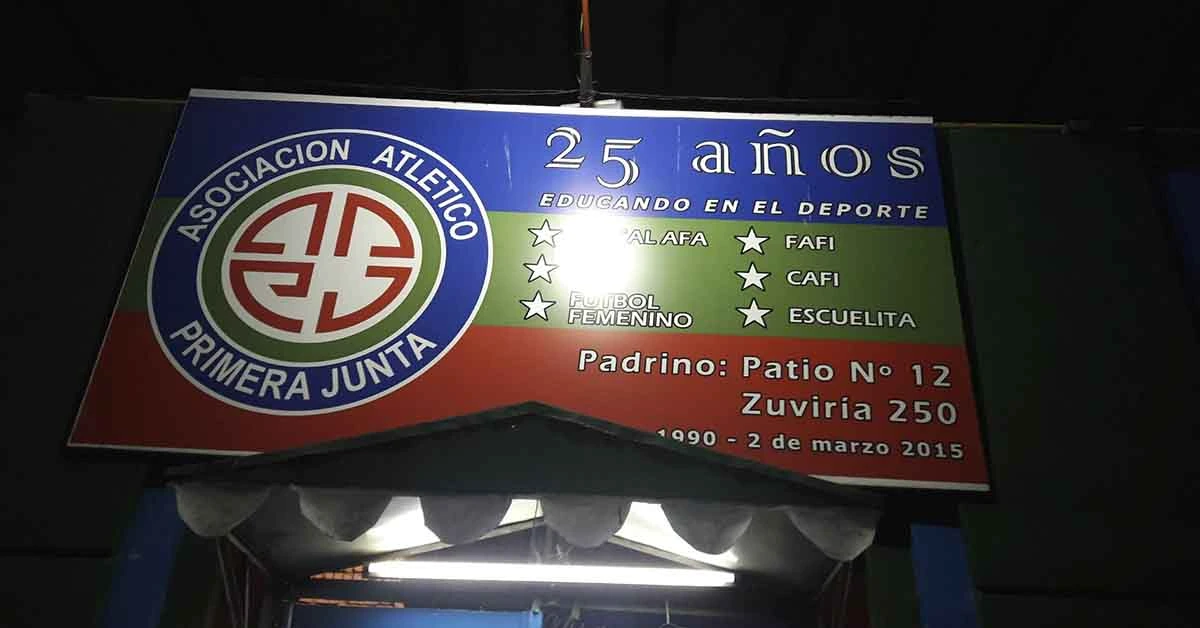 ASOCIACION ATLETICO
PRIMERA JUNTA
25 años
EDUCANDO EN EL DEPORTE
AFA
FUTBOL
FEMENINO
FAFI
CAFI
ESCUELITA
Padrino: Patio Nº 12
Zuviría 250
1990 - 2 de marzo 2015